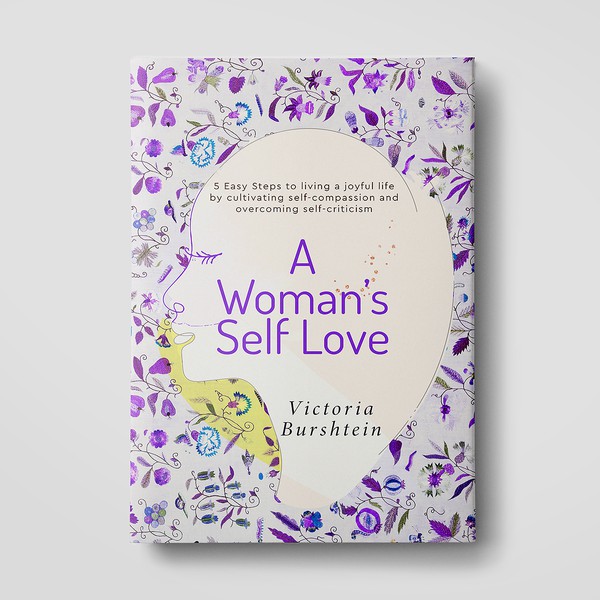 5 Easy Steps to living a joyful life
by cultivating self-compassion and
overcoming self-criticism
A
Woman's
Self Love
Victoria
Burshtein